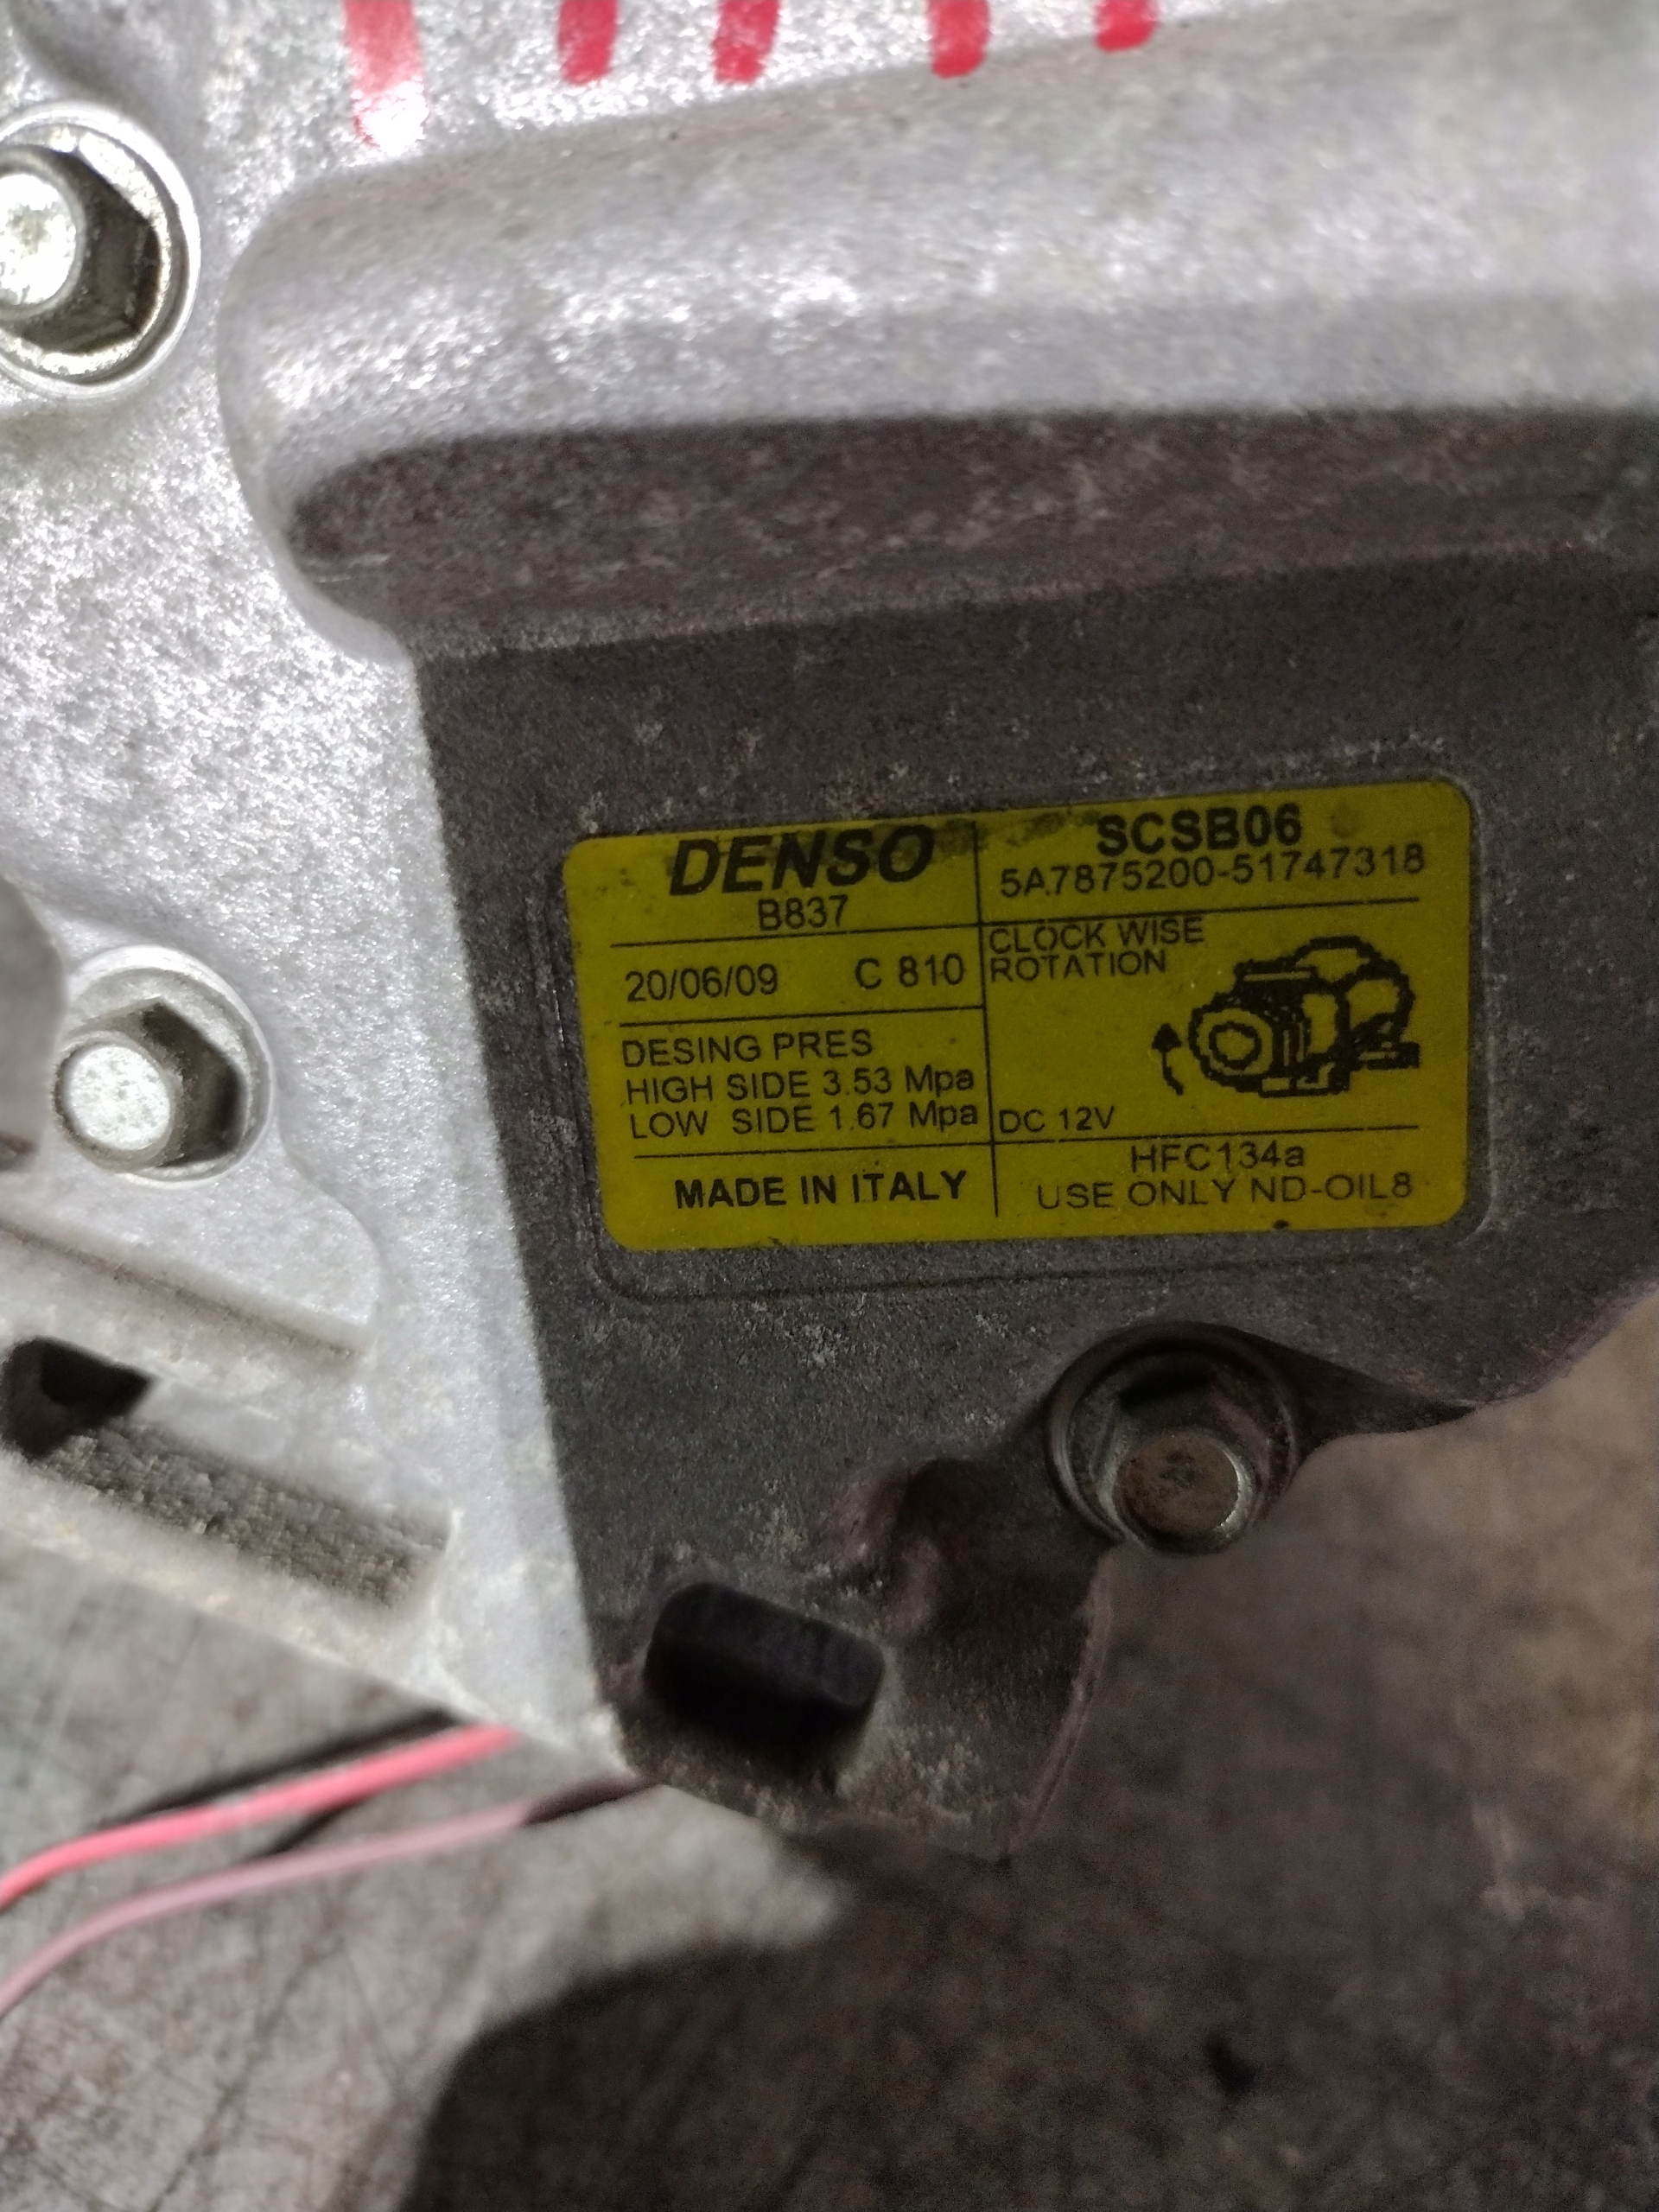 DENSO
B837
SCSB06
5A7875200-51747318
20/06/09 C 810
CLOCK WISE
ROTATION
DESING PRES
HIGH SIDE 3.53 Mpa
LOW SIDE 1.67 Mpa
DC 12V
MADE IN ITALY
HFC134a
USE ONLY ND-OIL8